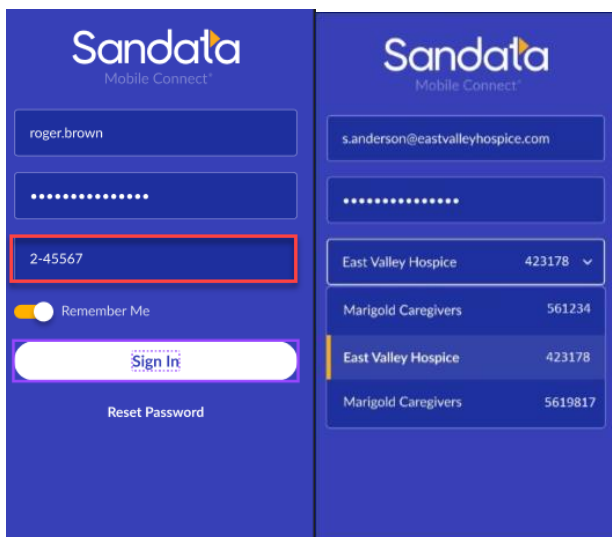 Sandata
Mobile Connect®
roger.brown
•••••••••••••••
2-45567
Remember Me
Sign In
Reset Password
Sandata
Mobile Connect®
s.anderson@eastvalleyhospice.com
•••••••••••••••
East Valley Hospice 423178
Marigold Caregivers 561234
East Valley Hospice 423178
Marigold Caregivers 5619817